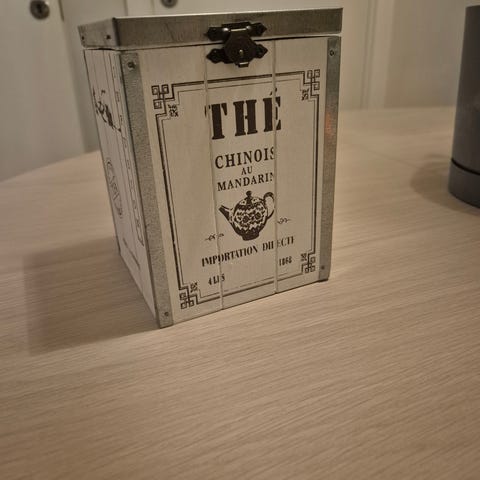 THÉ
CHINOIS
AU
MANDARIN
IMPORTATION DIRECTE
1868